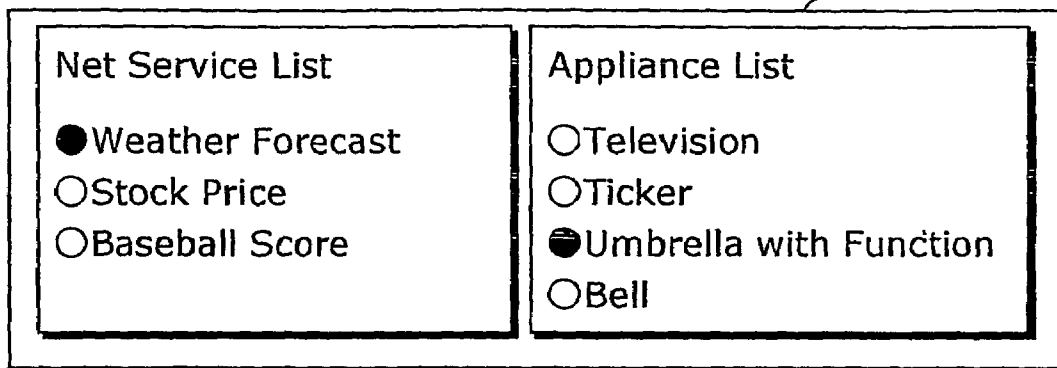 Net Service List
●Weather Forecast
○Stock Price
○Baseball Score
Appliance List
○Television
○Ticker
●Umbrella with Function
○Bell